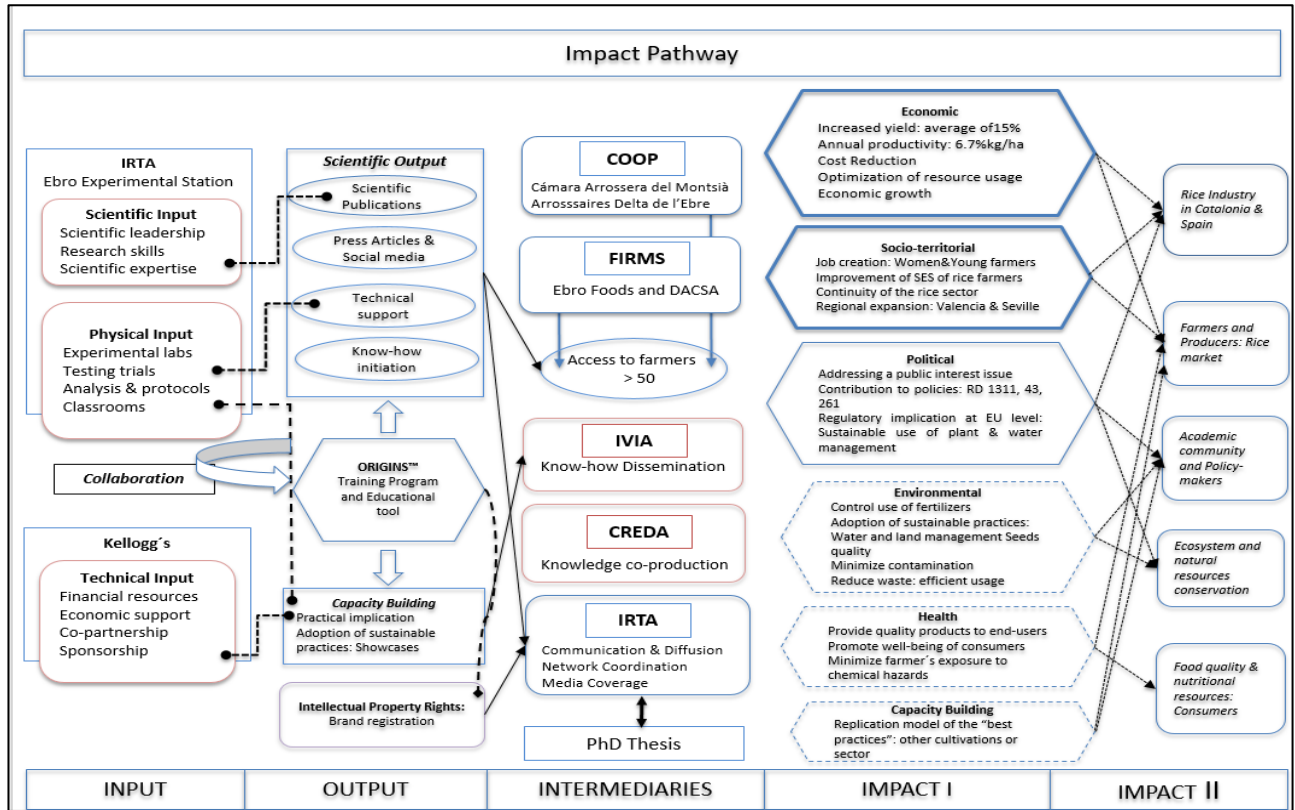 Impact Pathway
IRTA
Ebro Experimental Station
Scientific Input
Scientific leadership
Research skills
Scientific expertise
Physical Input
Experimental labs
Testing trials
Analysis & protocols
Classrooms
Collaboration
Kellogg´s
Technical Input
Financial resources
Economic support
Co-partnership
Sponsorship
Scientific Output
Scientific
Publications
Press Articles &
Social media
Technical
support
Know-how
initiation
ORIGINS™
Training Program
and Educational
tool
Capacity Building
Practical implication
Adoption of sustainable
practices: Showcases
Intellectual Property Rights:
Brand registration
COOP
Cámara Arrossera del Montsià
Arrosssaires Delta de l’Ebre
FIRMS
Ebro Foods and DACSA
Access to farmers
> 50
IVIA
Know-how Dissemination
CREDA
Knowledge co-production
IRTA
Communication & Diffusion
Network Coordination
Media Coverage
PhD Thesis
Economic
Increased yield: average of15%
Annual productivity: 6.7%kg/ha
Cost Reduction
Optimization of resource usage
Economic growth
Socio-territorial
Job creation: Women&Young farmers
Improvement of SES of rice farmers
Continuity of the rice sector
Regional expansion: Valencia & Seville
Political
Addressing a public interest issue
Contribution to policies: RD 1311, 43,
261
Regulatory implication at EU level:
Sustainable use of plant & water
management
Environmental
Control use of fertilizers
Adoption of sustainable practices:
Water and land management Seeds
quality
Minimize contamination
Reduce waste: efficient usage
Health
Provide quality products to end-users
Promote well-being of consumers
Minimize farmer´s exposure to
chemical hazards
Capacity Building
Replication model of the “best
practices”: other cultivations or
sector
Rice Industry
in Catalonia &
Spain
Farmers and
Producers: Rice
market
Academic
community
and Policy-
makers
Ecosystem and
natural
resources
conservation
Food quality &
nutritional
resources:
Consumers
INPUT
OUTPUT
INTERMEDIARIES
IMPACT I
IMPACT II